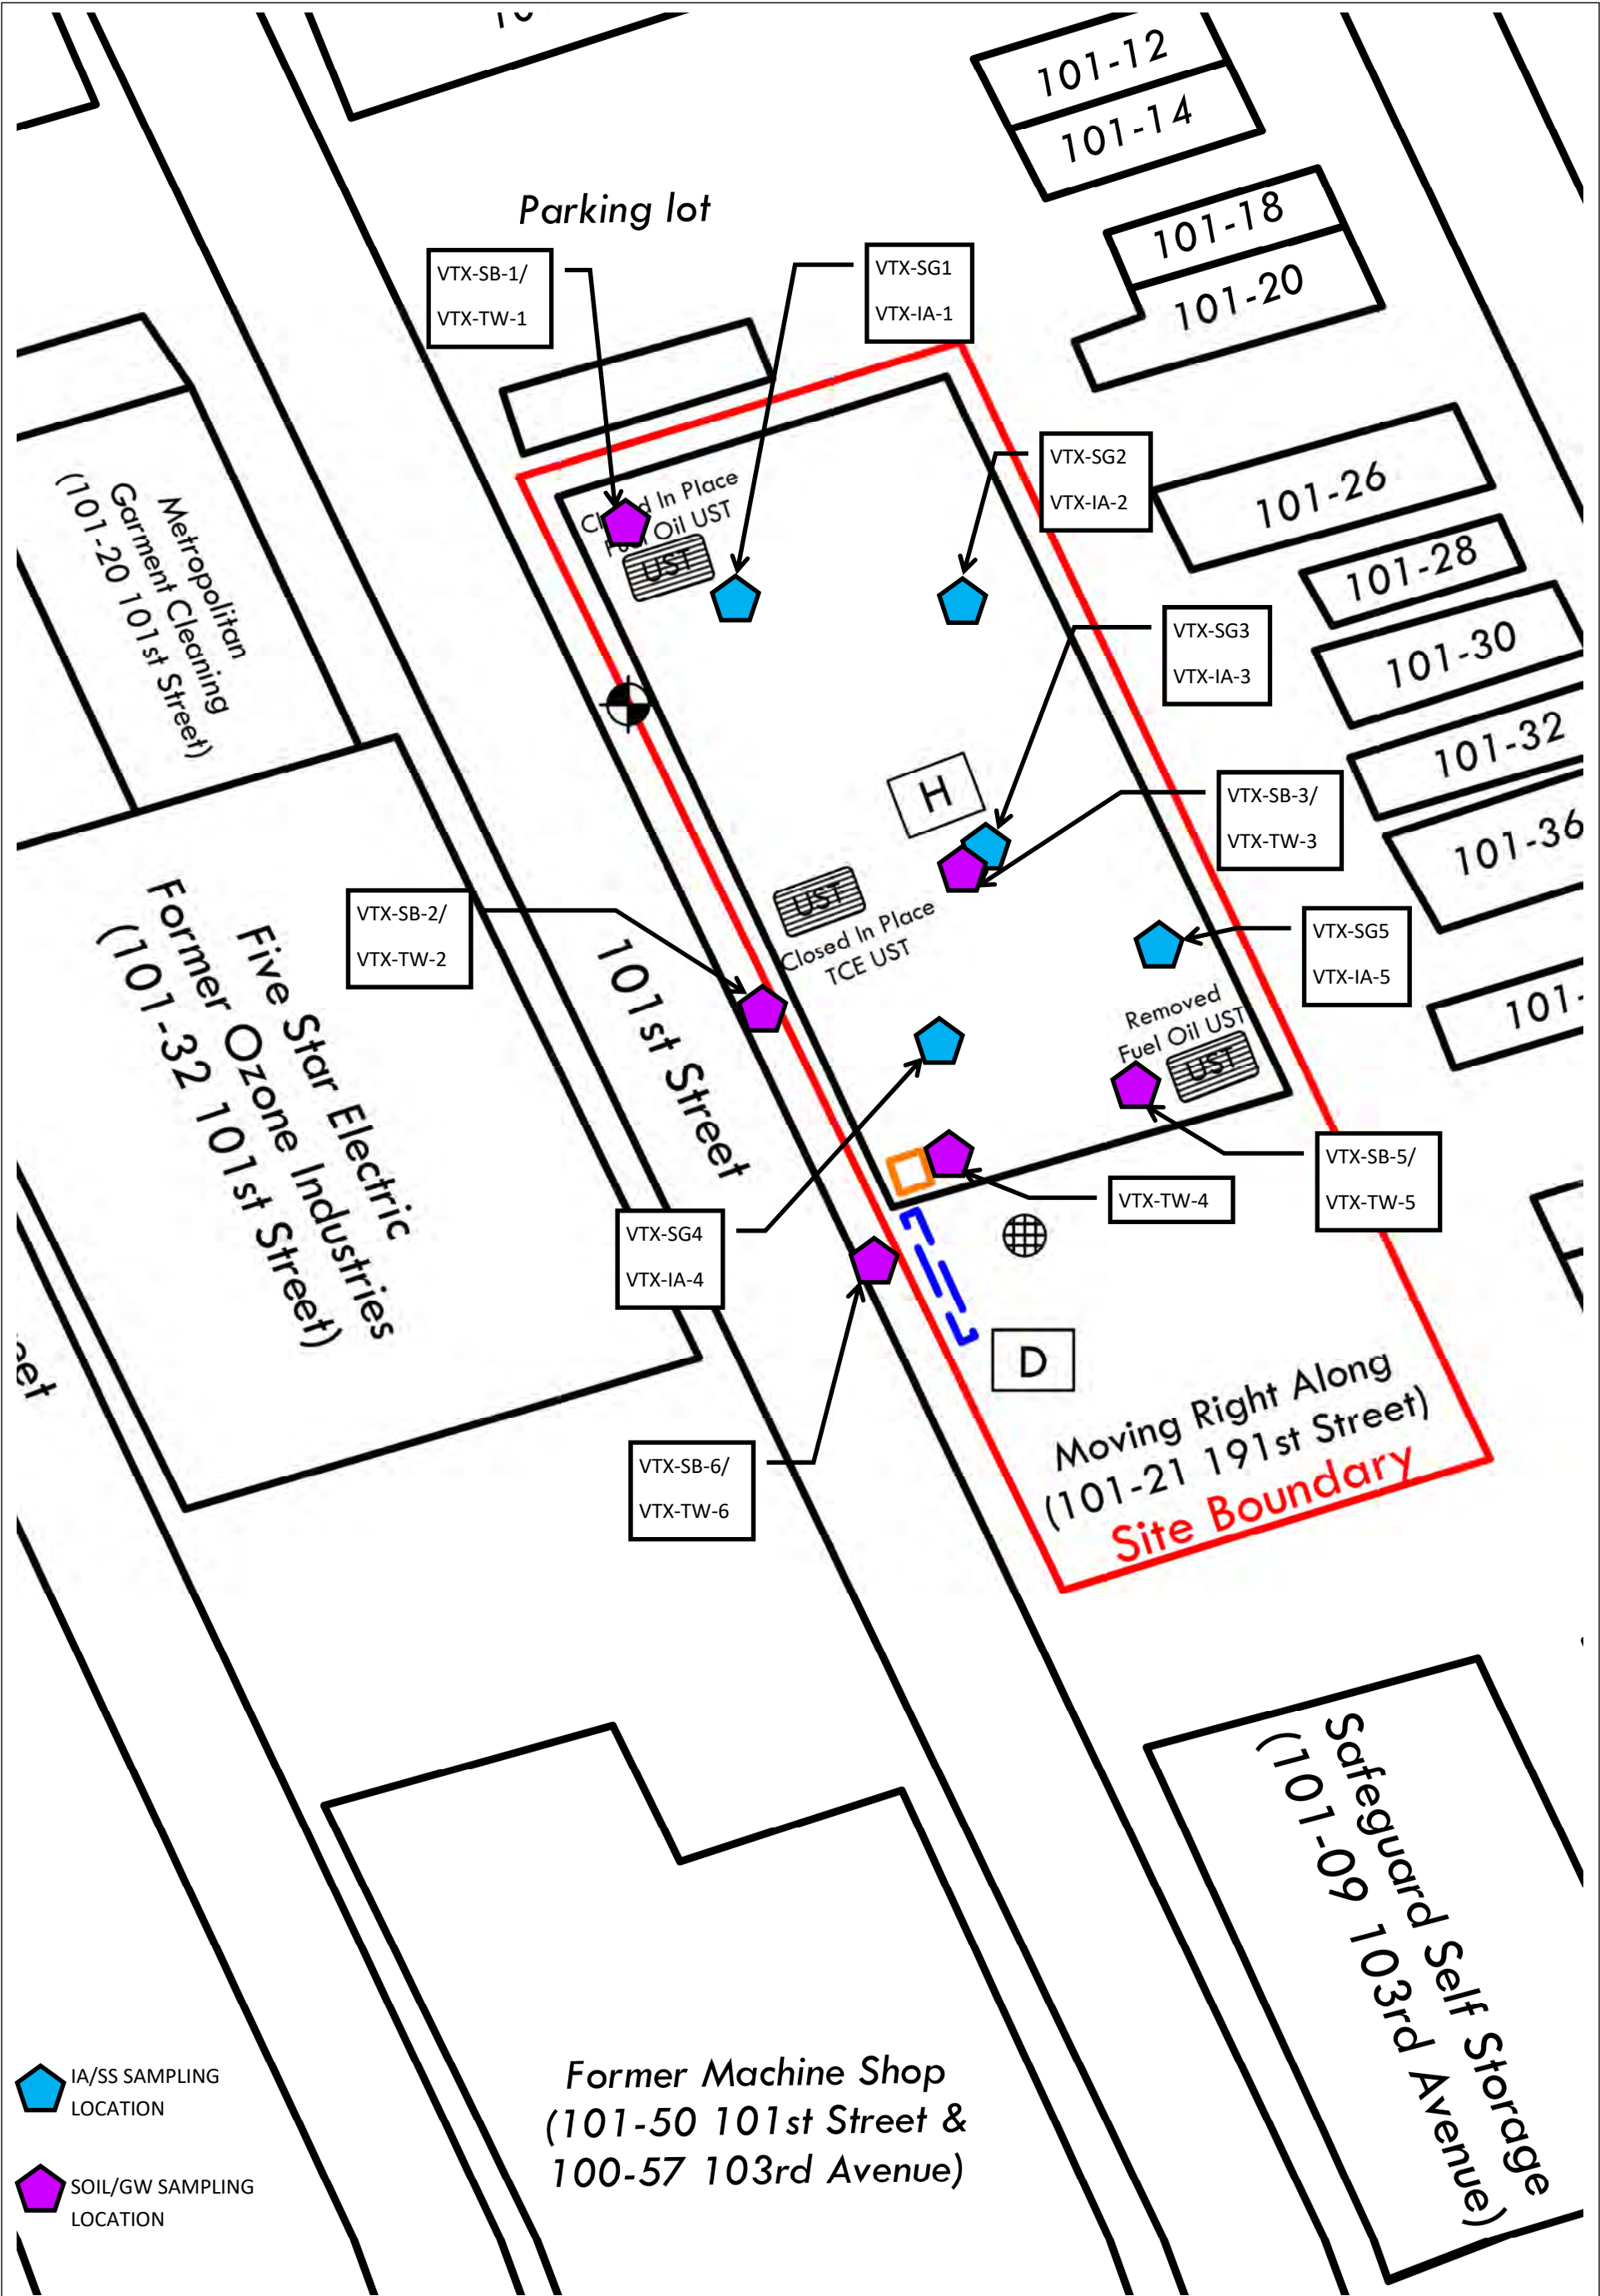 101-12
101-14
Parking lot
101-18
101-20
VTX-SB-1/
VTX-TW-1
VTX-SG1
VTX-IA-1
VTX-SG2
VTX-IA-2
101-26
101-28
101-30
101-32
101-36
101-
Metropolitan
Garment Cleaning
(101-20 101st Street)
In Place
Oil UST
UST
VTX-SG3
VTX-IA-3
H
VTX-SB-3/
VTX-TW-3
UST
Closed In Place
TCE UST
VTX-SB-2/
VTX-TW-2
VTX-SG5
VTX-IA-5
Five Star Electric
Former Ozone Industries
(101-32 101st Street)
101st Street
Removed
Fuel Oil UST
UST
VTX-SB-5/
VTX-TW-5
VTX-TW-4
VTX-SG4
VTX-IA-4
D
VTX-SB-6/
VTX-TW-6
Moving Right Along
(101-21 191st Street)
Site Boundary
Safeguard Self Storage
(101-09 103rd Avenue)
Former Machine Shop
(101-50 101st Street &
100-57 103rd Avenue)
IA/SS SAMPLING
LOCATION
SOIL/GW SAMPLING
LOCATION